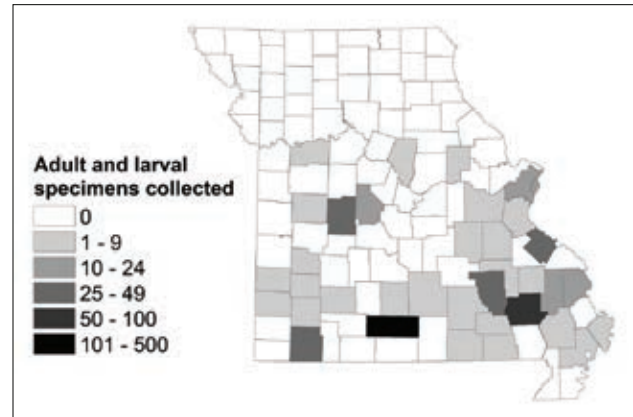 Adult and larval
specimens collected
0
1 - 9
10 - 24
25 - 49
50 - 100
101 - 500